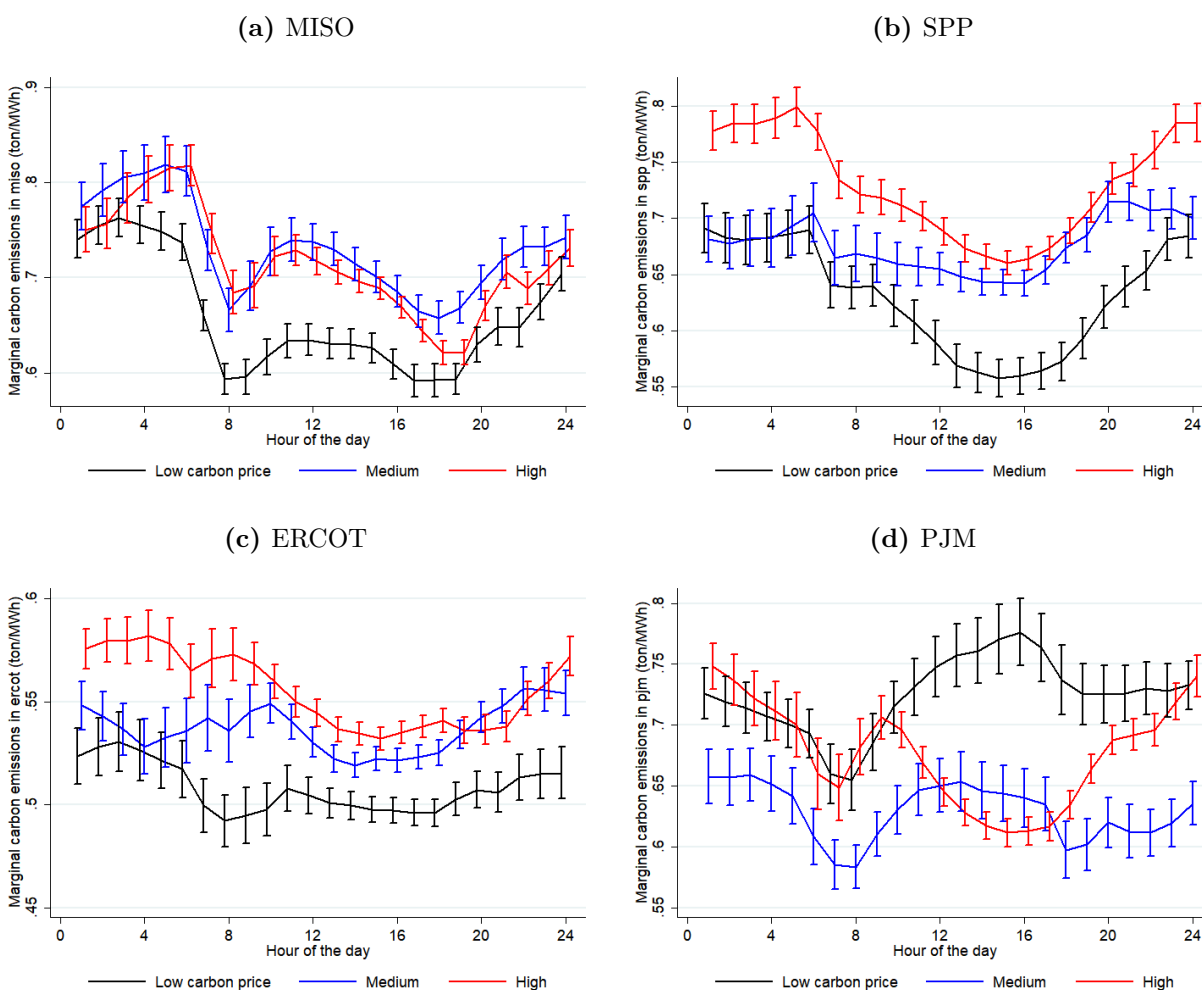 (a) MISO
Marginal carbon emissions in miso (ton/MWh)
.9
.8
.7
.6
0 4 8 12 16 20 24
Hour of the day
Low carbon price Medium High
(b) SPP
Marginal carbon emissions in spp (ton/MWh)
.8
.75
.7
.65
.6
.55
0 4 8 12 16 20 24
Hour of the day
Low carbon price Medium High
(c) ERCOT
Marginal carbon emissions in ercot (ton/MWh)
.6
.55
.5
.45
0 4 8 12 16 20 24
Hour of the day
Low carbon price Medium High
(d) PJM
Marginal carbon emissions in pjm (ton/MWh)
.8
.75
.7
.65
.6
.55
0 4 8 12 16 20 24
Hour of the day
Low carbon price Medium High